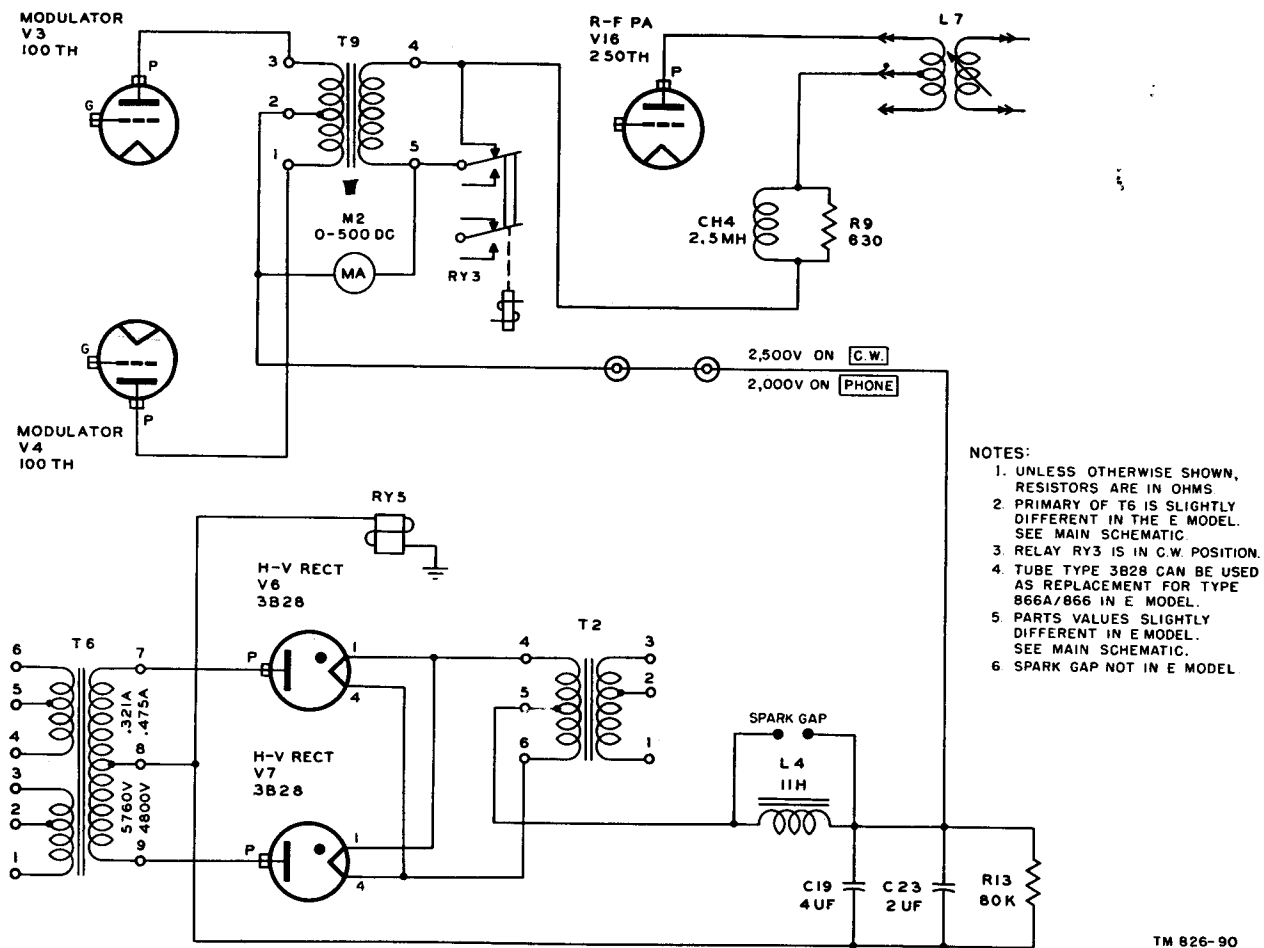 MODULATOR
V3
100 TH
P
G
T9
3
4
2
1
5
M2
0-500 DC
MA
RY3
R-F PA
V16
250TH
P
L7
CH4
2.5MH
R9
630
G
P
MODULATOR
V4
100 TH
2,500V ON C.W.
2,000V ON PHONE
NOTES:
1. UNLESS OTHERWISE SHOWN,
RESISTORS ARE IN OHMS
2. PRIMARY OF T6 IS SLIGHTLY
DIFFERENT IN THE E MODEL.
SEE MAIN SCHEMATIC.
3. RELAY RY3 IS IN C.W. POSITION.
4. TUBE TYPE 3B28 CAN BE USED
AS REPLACEMENT FOR TYPE
866A/866 IN E MODEL.
5. PARTS VALUES SLIGHTLY
DIFFERENT IN E MODEL.
SEE MAIN SCHEMATIC.
6 SPARK GAP NOT IN E MODEL
RY5
H-V RECT
V6
3B28
T6
6
5
4
3
2
1
7
8
9
.321A
.475A
5760V
4800V
P
1
4
H-V RECT
V7
3B28
P
1
4
T2
4
5
6
3
2
1
SPARK GAP
L4
11H
C19
4UF
C23
2UF
R13
80K
TM 826-90